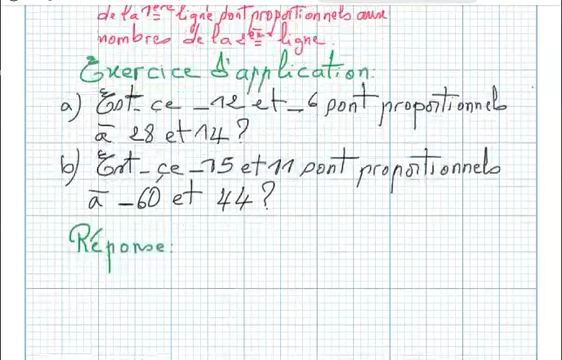 de la 1ère ligne sont proportionnels aux
nombres de la 2ème ligne.
Exercice d'application:
a) Est-ce -12 et -6 sont proportionnels
à 28 et 14?
b) Est-ce -15 et 11 sont proportionnels
à -60 et 44?
Réponse: